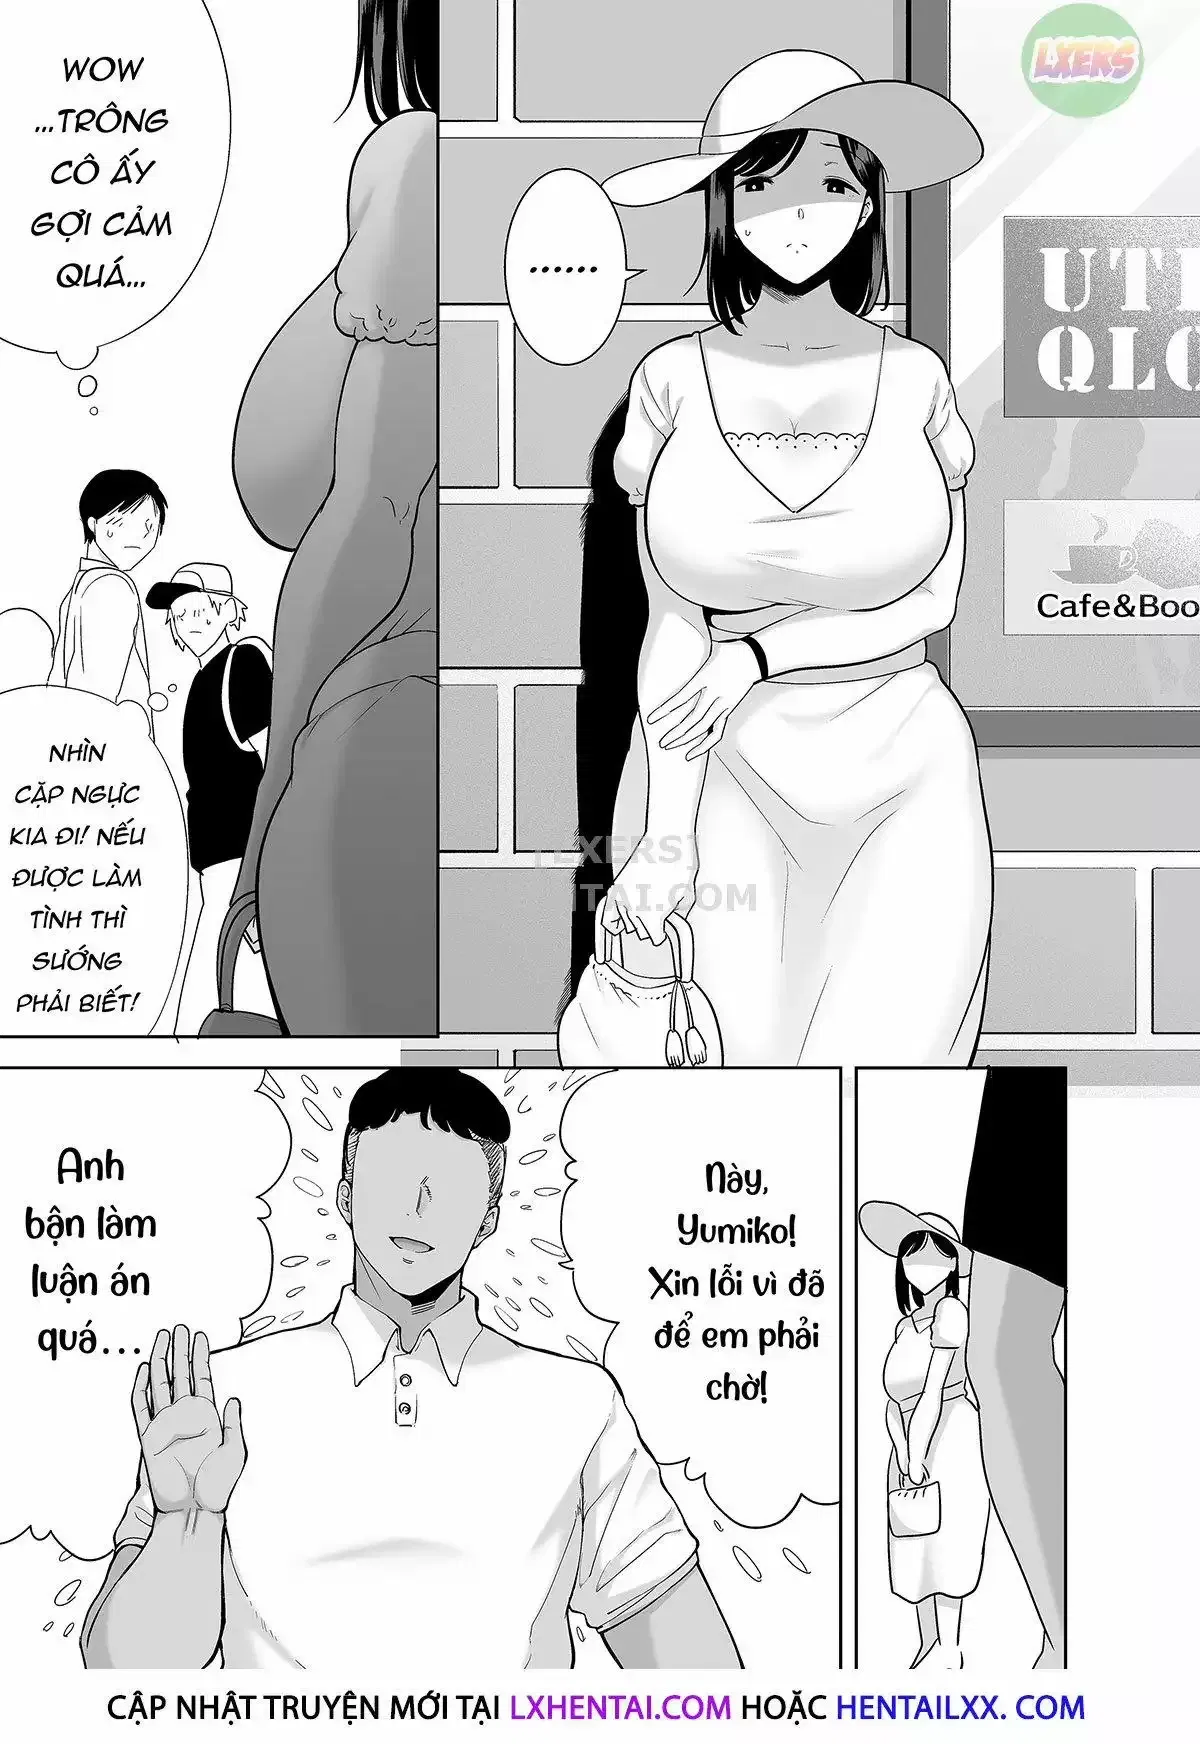 LXERS
WOW
...TRÔNG
CÔ ẤY
GỢI CẢM
QUÁ...
.......
UTI
QLO
Cafe&Boo
NHÌN
CẶP NGỰC
KIA ĐI! NẾU
ĐƯỢC LÀM
TÌNH THÌ
SƯỚNG
PHẢI BIẾT!
[LXERS]
NTAI.COM
Này,
Yumiko!
Xin lỗi vì đã
để em phải
chờ!
Anh
bận làm
luận án
quá...
CẬP NHẬT TRUYỆN MỚI TẠI LXHENTAI.COM HOẶC HENTAILXX. COM